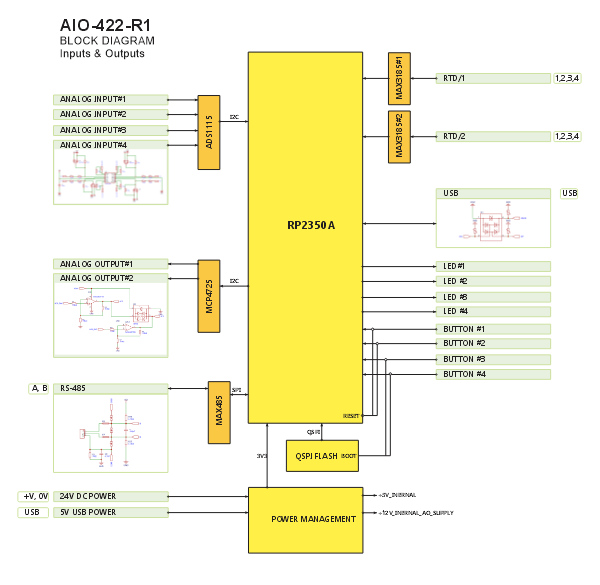 AIO-422-R1
BLOCK DIAGRAM
Inputs & Outputs
ANALOG INPUT#1
ANALOG INPUT#2
ANALOG INPUT#3
ANALOG INPUT#4
ADS1115
I2C
RP2350A
MAX3185#1
RTD/1
1,2,3,4
MAX3185#2
RTD/2
1,2,3,4
USB
USB
ANALOG OUTPUT#1
ANALOG OUTPUT#2
MCP4725
I2C
LED #1
LED #2
LED #3
LED #4
BUTTON #1
BUTTON #2
BUTTON #3
BUTTON #4
A, B
RS-485
MAX485
SPI
RESET
QSPI
3V3
QSPI FLASH
BOOT
+V, 0V
24V DC POWER
USB
5V USB POWER
POWER MANAGEMENT
+3V_INTERNAL
+12V_INTERNAL_AO_SUPPLY